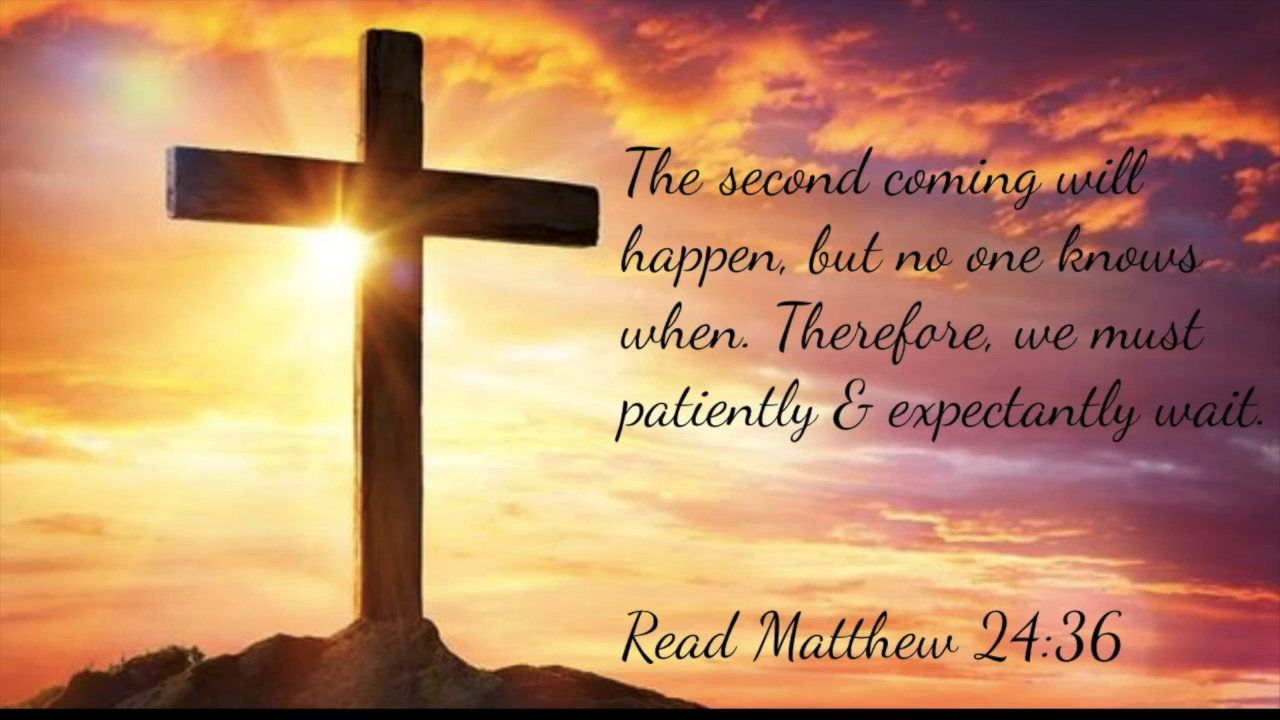 The second coming will
happen, but no one knows
when. Therefore, we must
patiently & expectantly wait.
Read Matthew 24:36